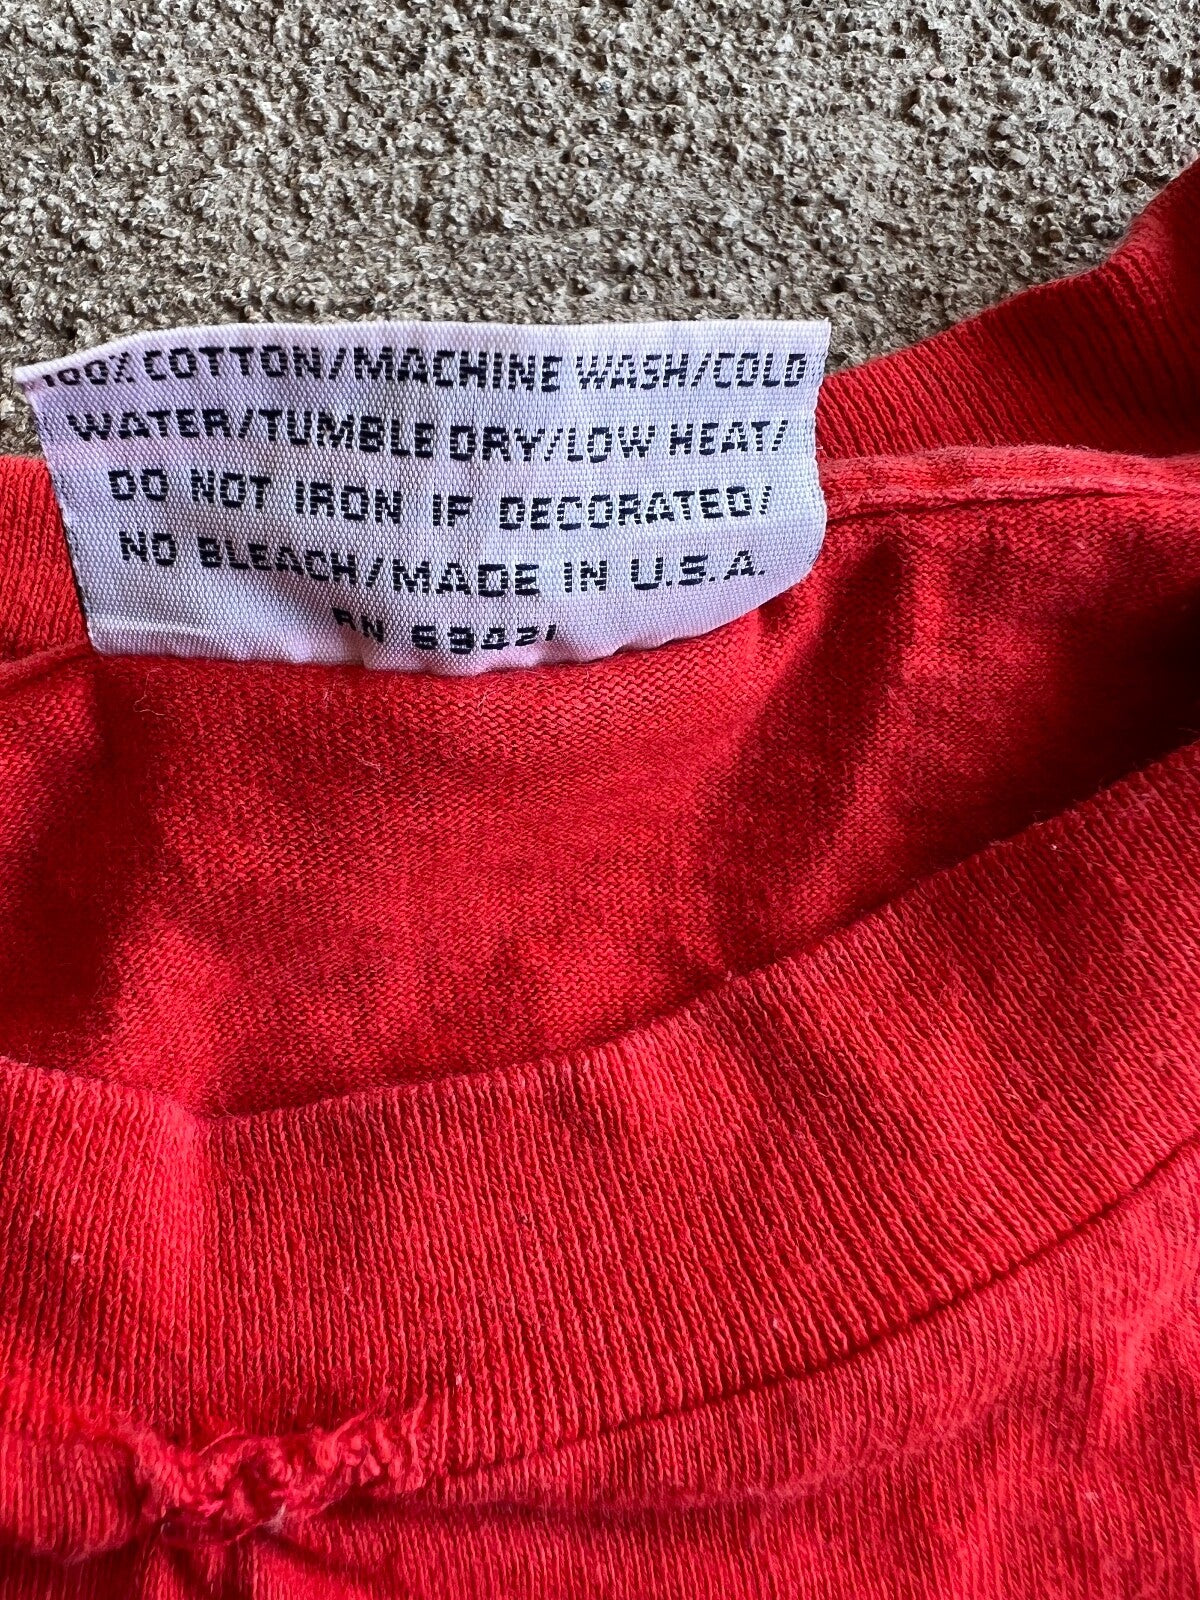 100% COTTON/MACHINE WASH/COLD
WATER/TUMBLE DRY/LOW HEAT/
DO NOT IRON IF DECORATED/
NO BLEACH/MADE IN U.S.A.
RN